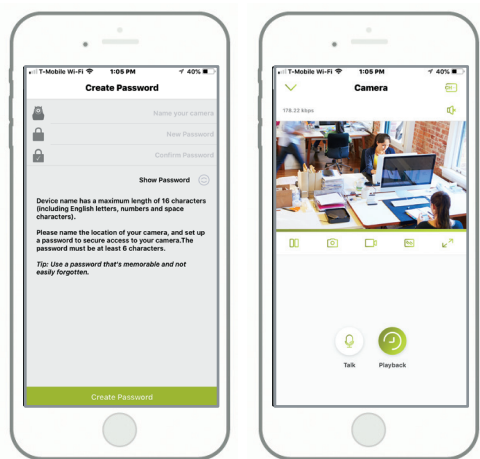 T-Mobile Wi-Fi 1:05 PM 40%
Create Password
Name your camera
New Password
Confirm Password
Show Password
Device name has a maximum length of 16 characters
(including English letters, numbers and space
characters).
Please name the location of your camera, and set up
a password to secure access to your camera.The
password must be at least 6 characters.
Tip: Use a password that's memorable and not
easily forgotten.
Create Password
T-Mobile Wi-Fi 1:05 PM 40%
Camera
178.22 kbps
Talk
Playback